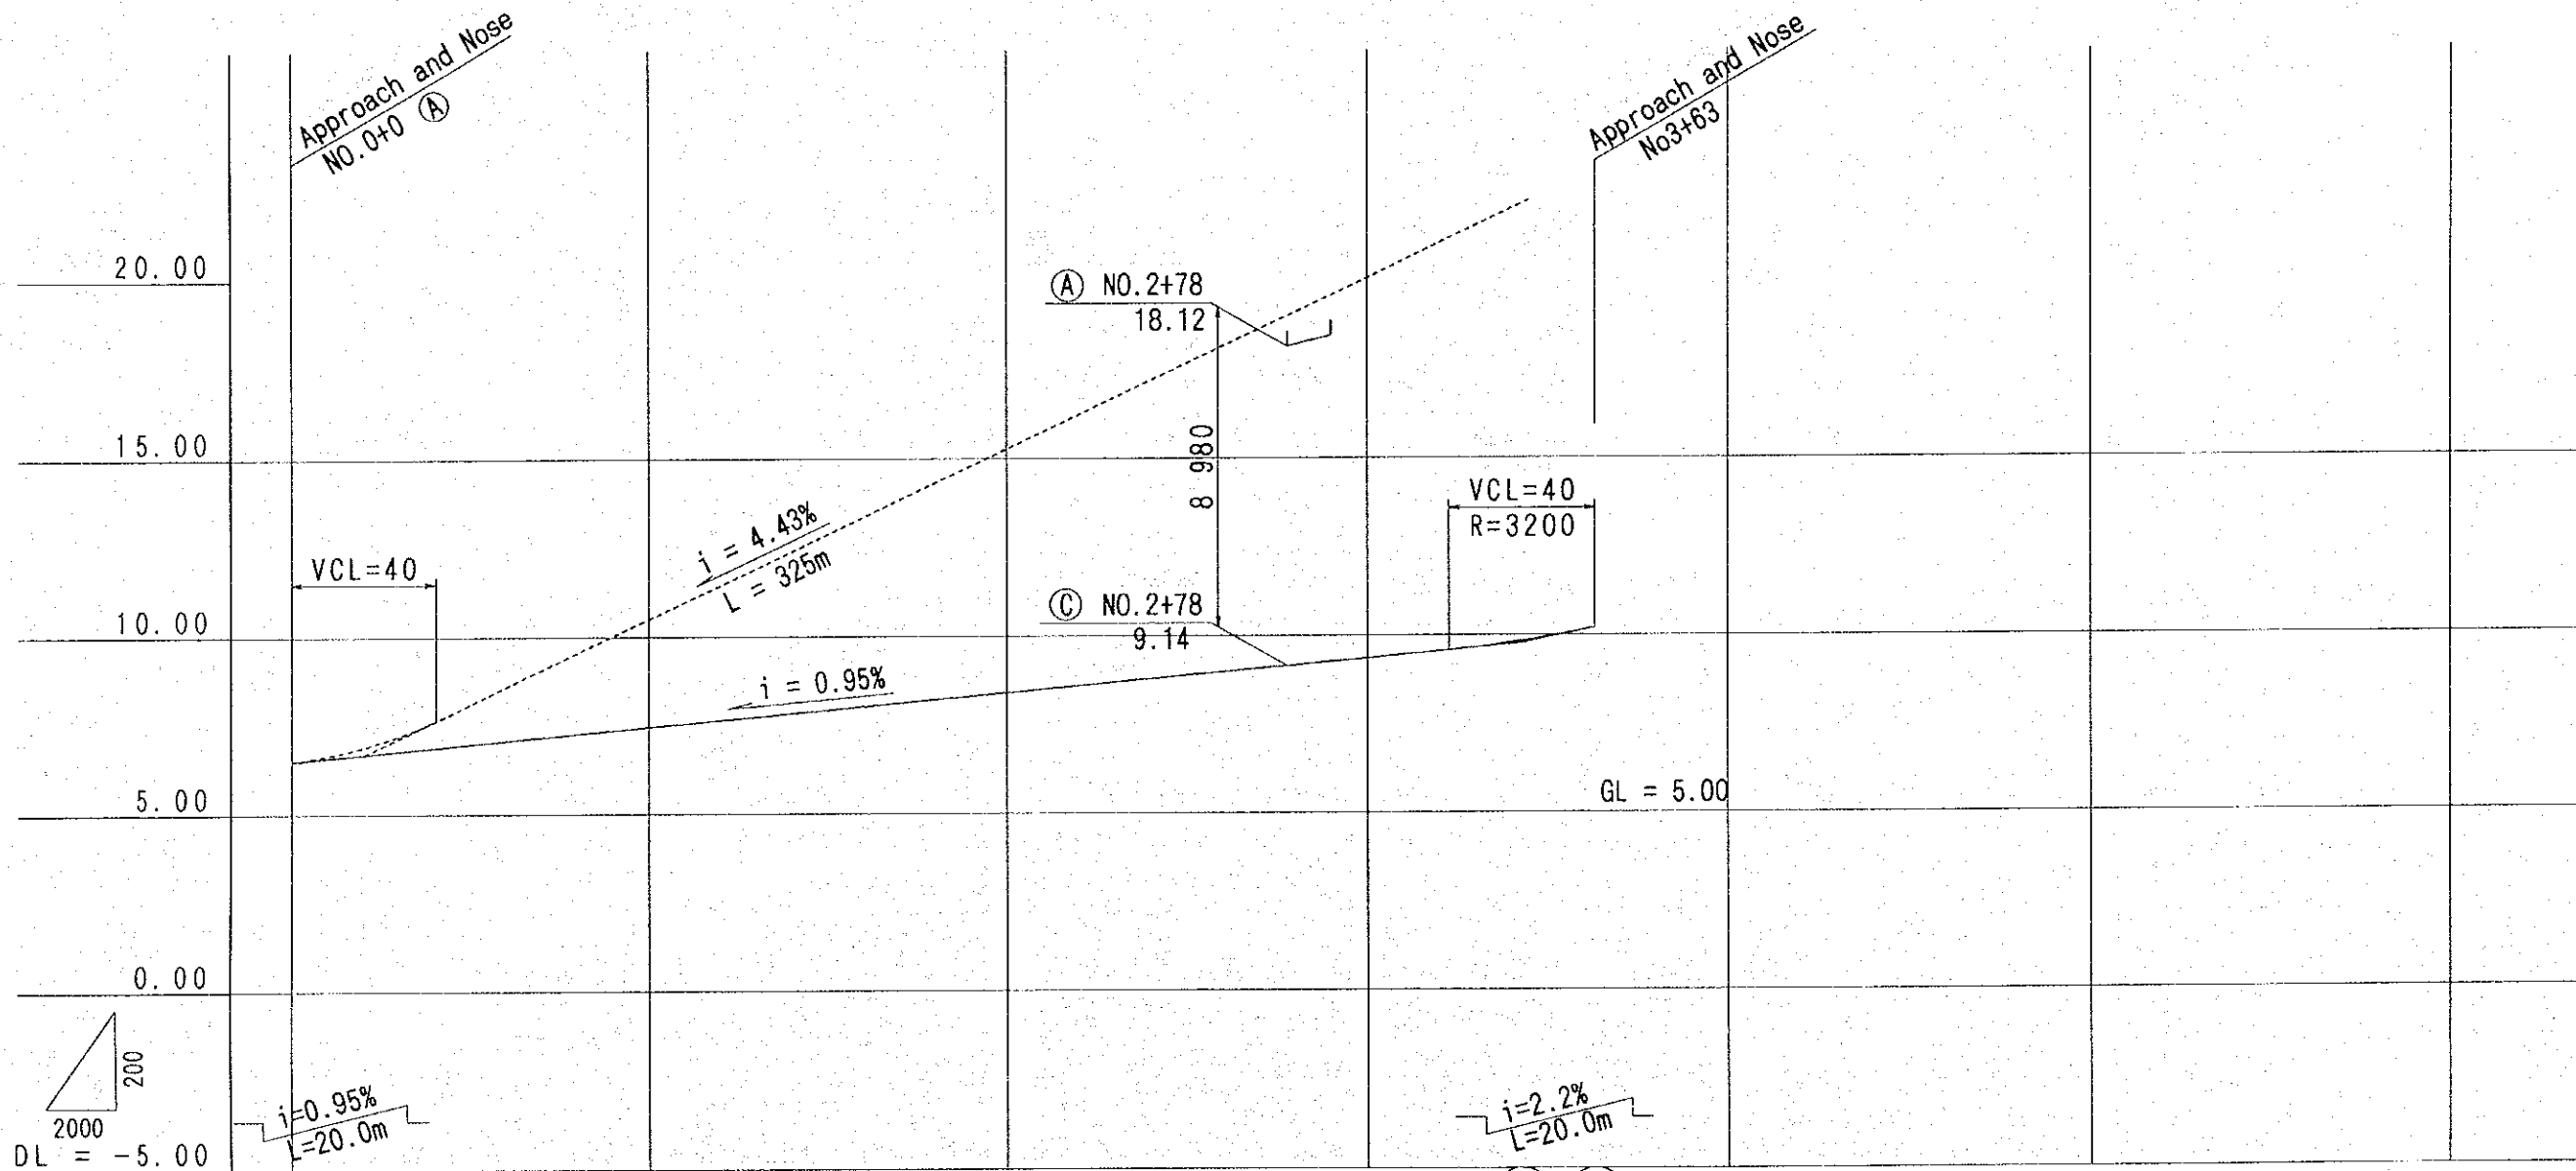 Approach and Nose
NO.0+0 Ⓐ
Approach and Nose
No3+63
20.00
Ⓐ NO.2+78
18.12
15.00
8 980
VCL=40
R=3200
i = 4.43%
L = 325m
VCL=40
10.00
Ⓒ NO.2+78
9.14
i = 0.95%
5.00
GL = 5.00
0.00
200
2000
i=0.95%
L=20.0m
i=2.2%
L=20.0m
DL = -5.00